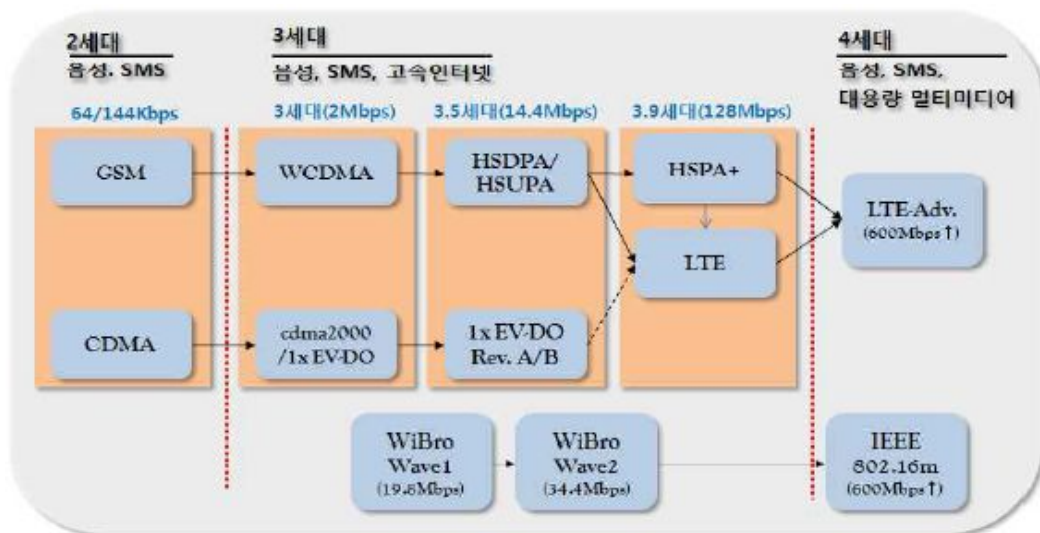 2세대
음성. SMS
3세대
음성, SMS, 고속인터넷
4세대
음성, SMS,
대용량 멀티미디어
64/144Kbps
3세대(2Mbps)
3.5세대(14.4Mbps)
3.9세대(128Mbps)
GSM
WCDMA
HSDPA/
HSUPA
HSPA+
LTE
LTE-Adv.
(600Mbps↑)
CDMA
cdma2000
/1x EV-DO
1x EV-DO
Rev. A/B
WiBro
Wave1
(19.8Mbps)
WiBro
Wave2
(34.4Mbps)
IEEE
802.16m
(600Mbps↑)